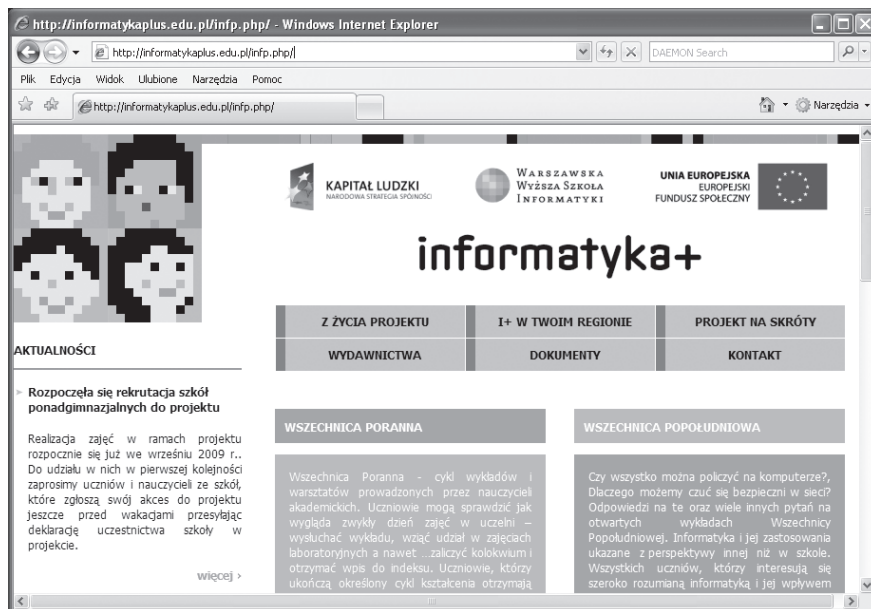 http://informatykaplus.edu.pl/infp.php/ - Windows Internet Explorer
http://informatykaplus.edu.pl/infp.php/
DAEMON Search
Plik Edycja Widok Ulubione Narzędzia Pomoc
http://informatykaplus.edu.pl/infp.php/
Narzędzia
KAPITAŁ LUDZKI
NARODOWA STRATEGIA SPÓJNOŚCI
WARSZAWSKA
WYŻSZA SZKOŁA
INFORMATYKI
UNIA EUROPEJSKA
EUROPEJSKI
FUNDUSZ SPOŁECZNY
informatyka+
Z ŻYCIA PROJEKTU
I+ W TWOIM REGIONIE
PROJEKT NA SKRÓTY
WYDAWNICTWA
DOKUMENTY
KONTAKT
AKTUALNOŚCI
Rozpoczęła się rekrutacja szkół
ponadgimnazjalnych do projektu
Realizacja zajęć w ramach projektu
rozpocznie się już we wrześniu 2009 r..
Do udziału w nich w pierwszej kolejności
zaprosimy uczniów i nauczycieli ze szkół,
które zgłoszą swój akces do projektu
jeszcze przed wakacjami przesyłając
deklarację uczestnictwa szkoły w
projekcie.
więcej ›
WSZECHNICA PORANNA
Wszechnica Poranna - cykl wykładów i
warsztatów prowadzonych przez nauczycieli
akademickich. Uczniowie mogą sprawdzić jak
wygląda zwykły dzień zajęć w uczelni –
wysłuchać wykładu, wziąć udział w zajęciach
laboratoryjnych a nawet ...zaliczyć kolokwium i
otrzymać wpis do indeksu. Uczniowie, którzy
ukończą określony cykl kształcenia otrzymają
WSZECHNICA POPOŁUDNIOWA
Czy wszystko można policzyć na komputerze?,
Dlaczego możemy czuć się bezpieczni w sieci?
Odpowiedzi na te oraz wiele innych pytań na
otwartych wykładach Wszechnicy
Popołudniowej. Informatyka i jej zastosowania
ukazane z perspektywy innej niż w szkole.
Wszystkich uczniów, którzy interesują się
szeroko rozumianą informatyką i jej wpływem